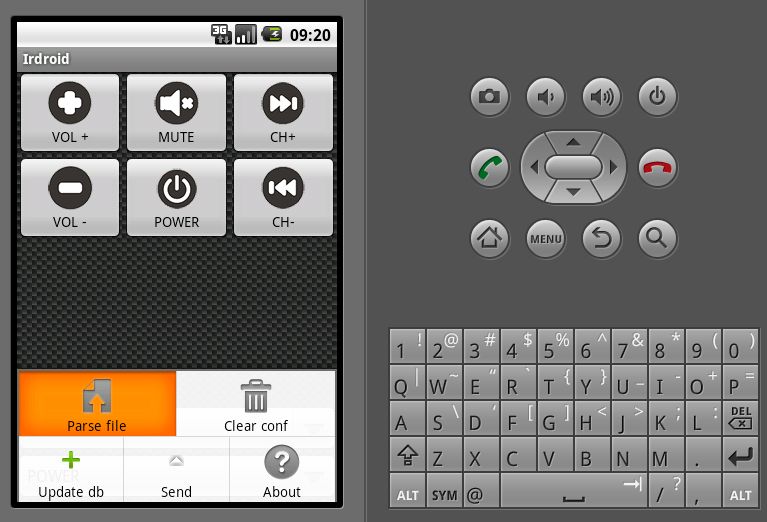 3G 09:20
Irdroid
VOL + MUTE CH+
VOL - POWER CH-
Parse file Clear conf
POWER
Update db Send About
MENU
1 ! 2 @ 3 # 4 $ 5 % 6 ^ 7 & 8 * 9 ( 0 )
Q | W ~ E “ R ` T { Y } U _ I - O + P =
A S \ D ‘ F [ G ] H < J > K ; L : DEL
Z X C V B N M .
ALT SYM @ / ? , ALT